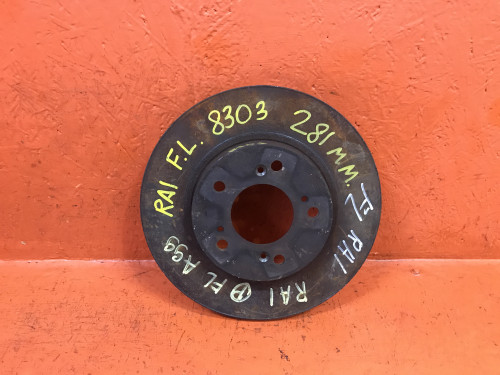 RA1 F.L. 8303 281 M.M.
FL RA1
RA1 Ⓗ FL A99